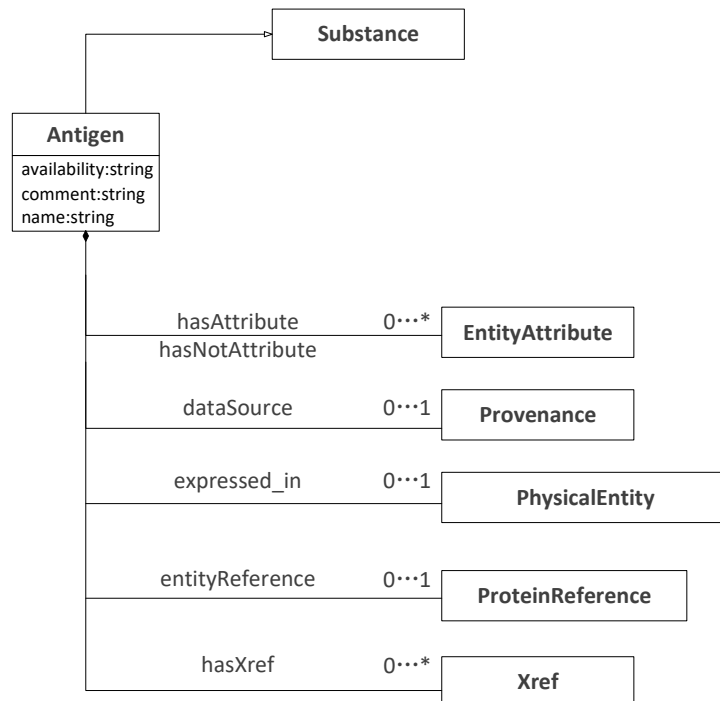 Substance
Antigen
availability:string
comment:string
name:string
hasAttribute 0···*
EntityAttribute
hasNotAttribute
dataSource 0···1
Provenance
expressed_in 0···1
PhysicalEntity
entityReference 0···1
ProteinReference
hasXref 0···*
Xref